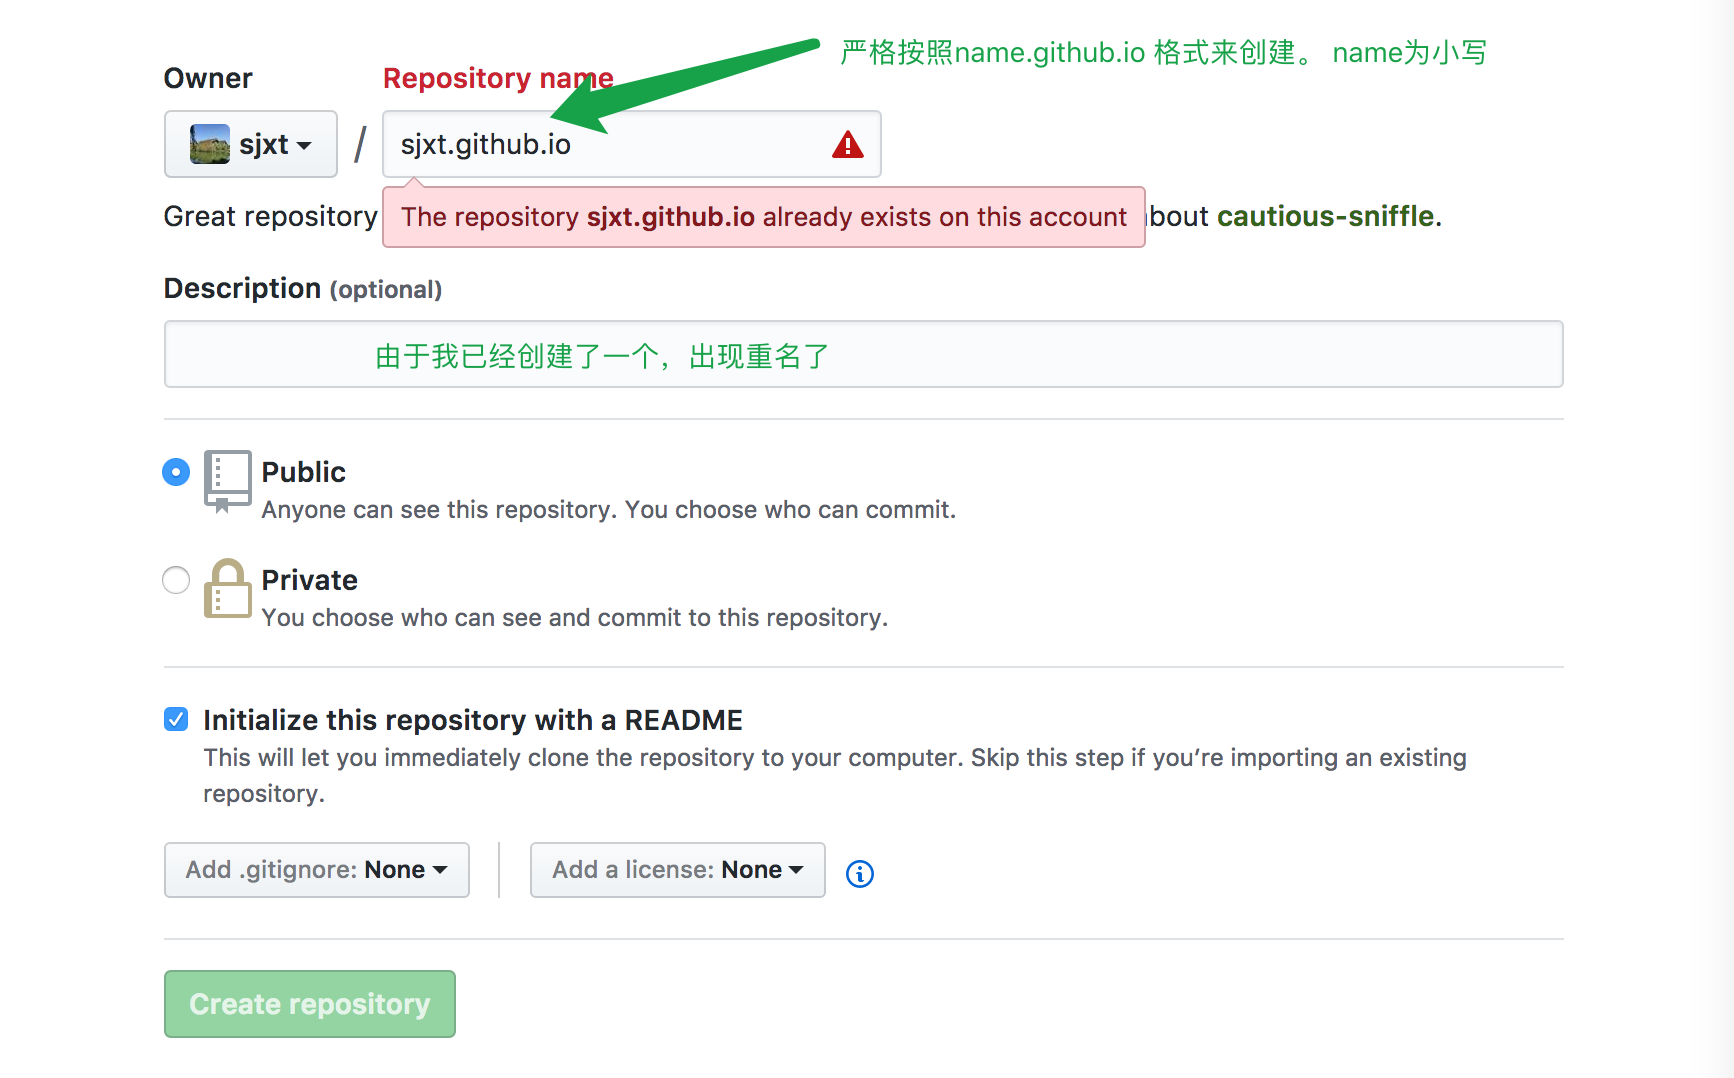 严格按照name.github.io 格式来创建。 name为小写
Owner
Repository name
sjxt
/
sjxt.github.io
The repository sjxt.github.io already exists on this account
Great repository
bout cautious-sniffle.
Description (optional)
由于我已经创建了一个，出现重名了
Public
Anyone can see this repository. You choose who can commit.
Private
You choose who can see and commit to this repository.
Initialize this repository with a README
This will let you immediately clone the repository to your computer. Skip this step if you’re importing an existing
repository.
Add .gitignore: None
Add a license: None
Create repository